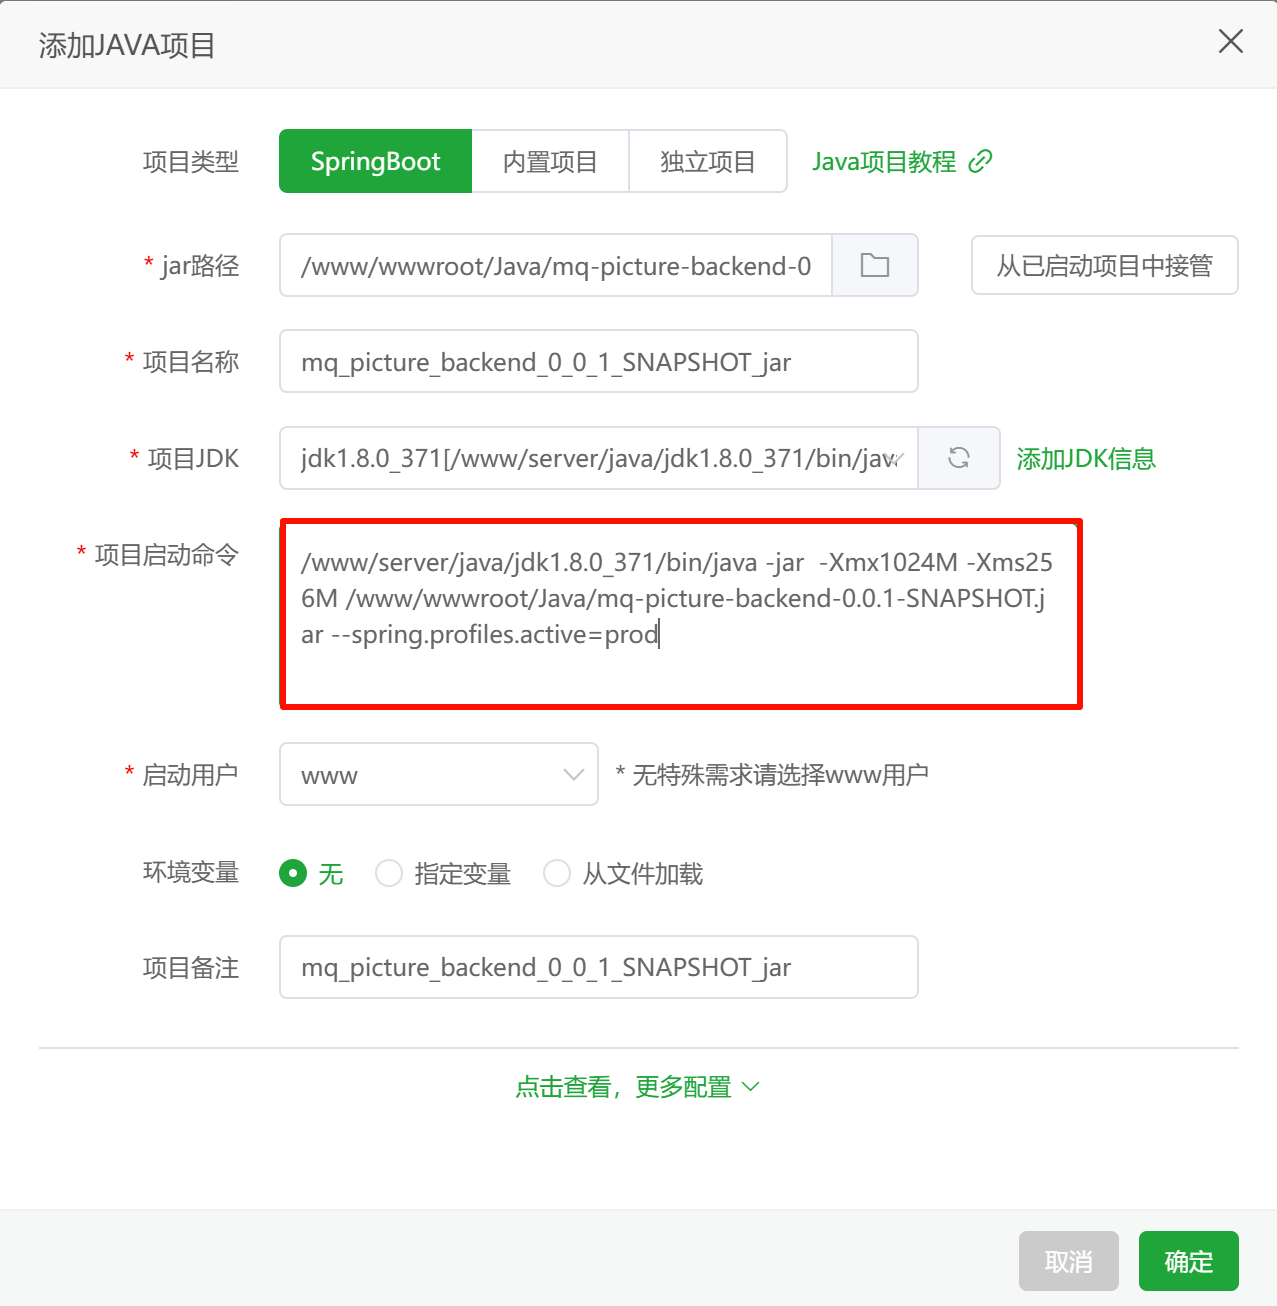 添加JAVA项目
项目类型 SpringBoot 内置项目 独立项目 Java项目教程
* jar路径 /www/wwwroot/Java/mq-picture-backend-0 从已启动项目中接管
* 项目名称 mq_picture_backend_0_0_1_SNAPSHOT_jar
* 项目JDK jdk1.8.0_371[/www/server/java/jdk1.8.0_371/bin/jav 添加JDK信息
* 项目启动命令 /www/server/java/jdk1.8.0_371/bin/java -jar  -Xmx1024M -Xms25
6M /www/wwwroot/Java/mq-picture-backend-0.0.1-SNAPSHOT.j
ar --spring.profiles.active=prod
* 启动用户 www * 无特殊需求请选择www用户
环境变量 无 指定变量 从文件加载
项目备注 mq_picture_backend_0_0_1_SNAPSHOT_jar
点击查看，更多配置
取消 确定